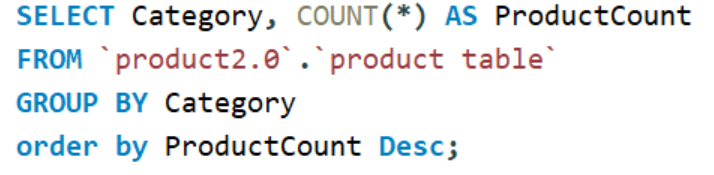 SELECT Category, COUNT(*) AS ProductCount
FROM `product2.0`.`product table`
GROUP BY Category
order by ProductCount Desc;